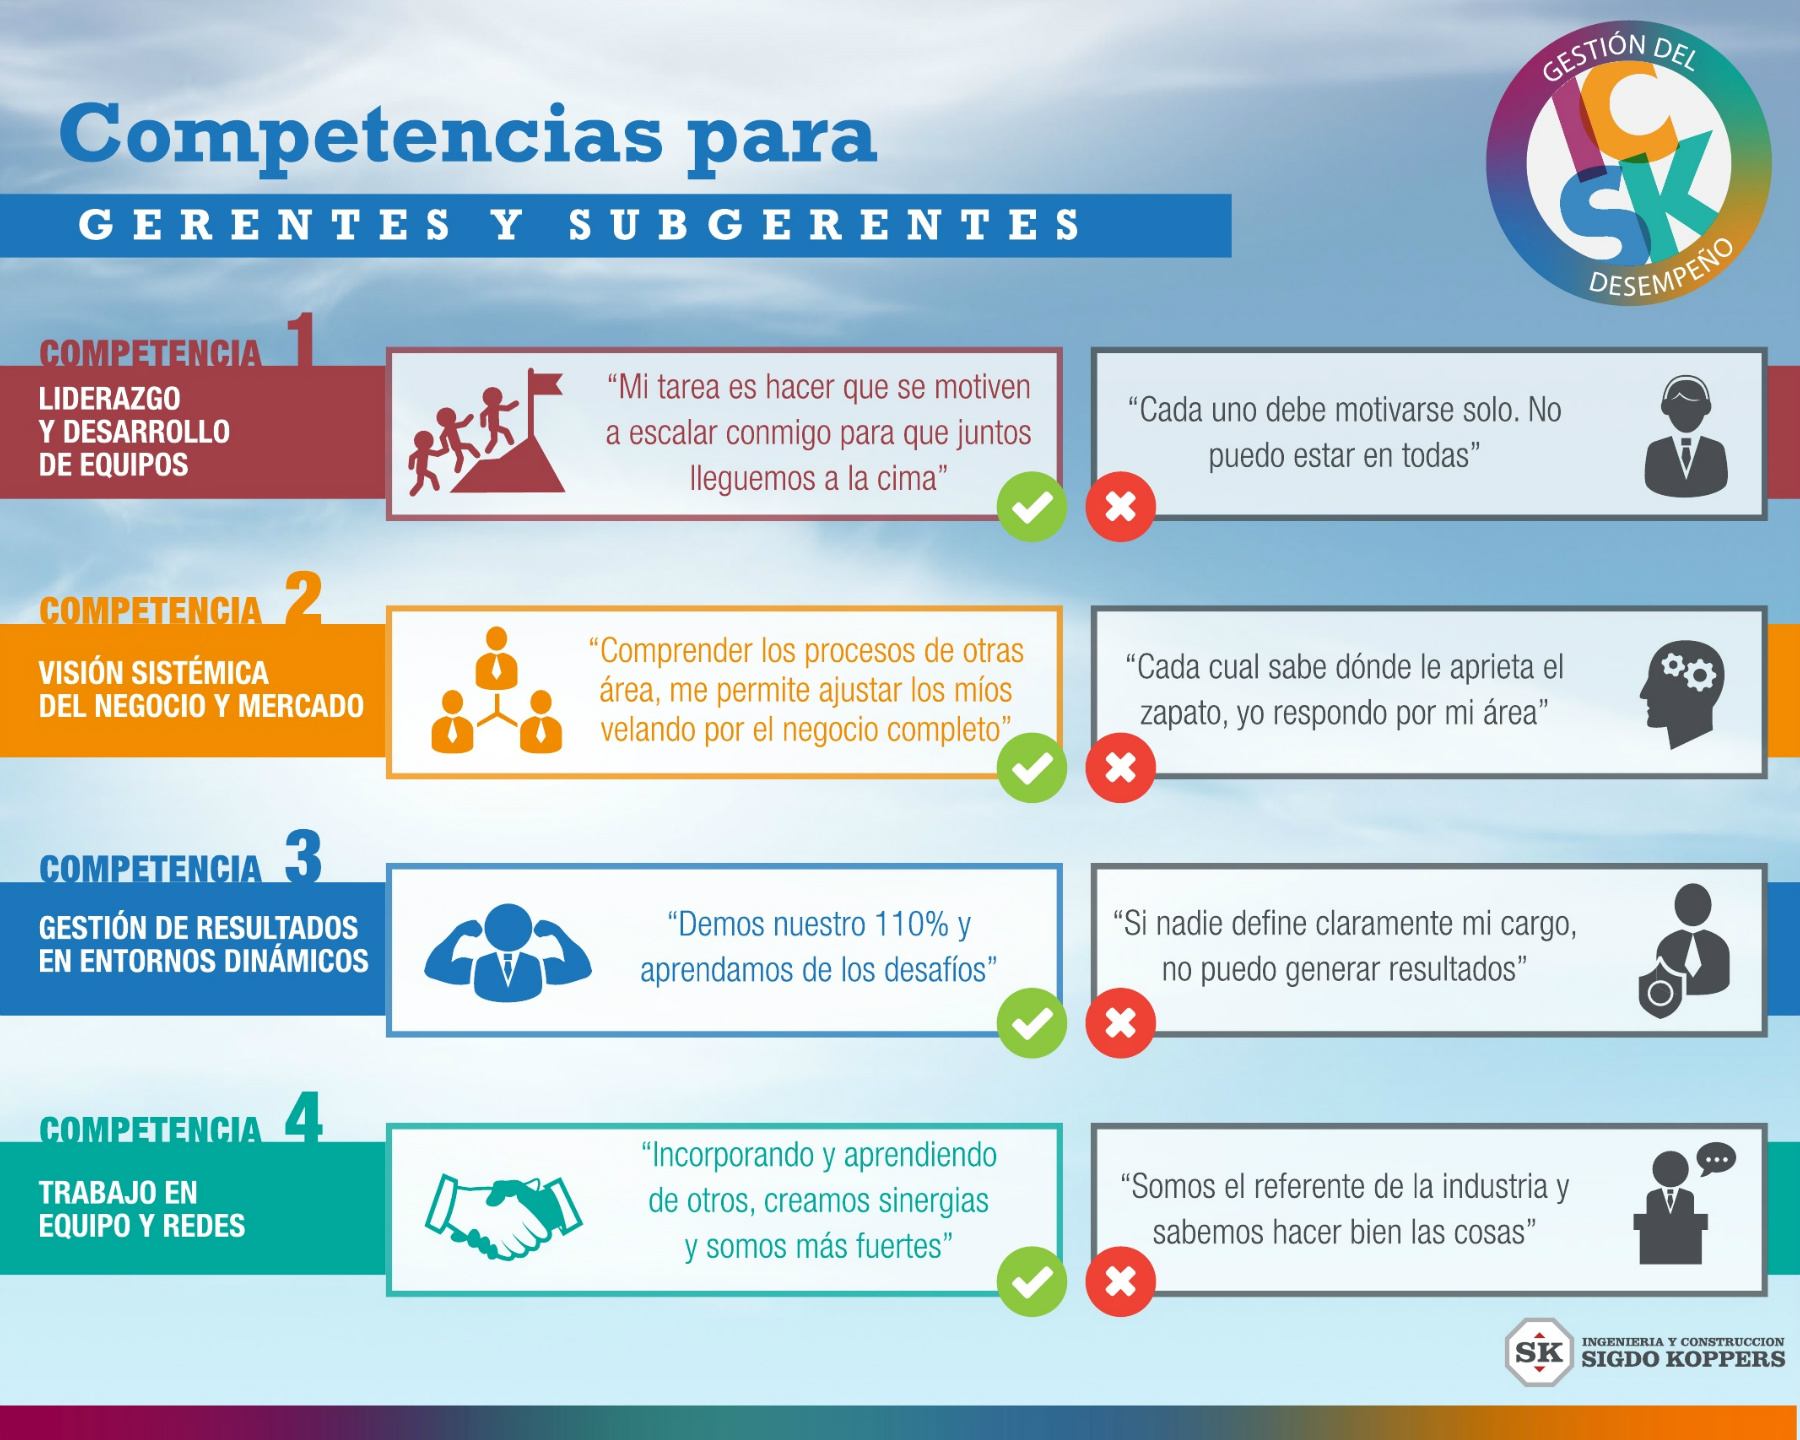 GESTIÓN DEL
ICSK
DESEMPEÑO
Competencias para
GERENTES Y SUBGERENTES
COMPETENCIA 1
LIDERAZGO
Y DESARROLLO
DE EQUIPOS
“Mi tarea es hacer que se motiven
a escalar conmigo para que juntos
lleguemos a la cima”
“Cada uno debe motivarse solo. No
puedo estar en todas”
COMPETENCIA 2
VISIÓN SISTÉMICA
DEL NEGOCIO Y MERCADO
“Comprender los procesos de otras
área, me permite ajustar los míos
velando por el negocio completo”
“Cada cual sabe dónde le aprieta el
zapato, yo respondo por mi área”
COMPETENCIA 3
GESTIÓN DE RESULTADOS
EN ENTORNOS DINÁMICOS
“Demos nuestro 110% y
aprendamos de los desafíos”
“Si nadie define claramente mi cargo,
no puedo generar resultados”
COMPETENCIA 4
TRABAJO EN
EQUIPO Y REDES
“Incorporando y aprendiendo
de otros, creamos sinergias
y somos más fuertes”
“Somos el referente de la industria y
sabemos hacer bien las cosas”
SK
INGENIERIA Y CONSTRUCCION
SIGDO KOPPERS